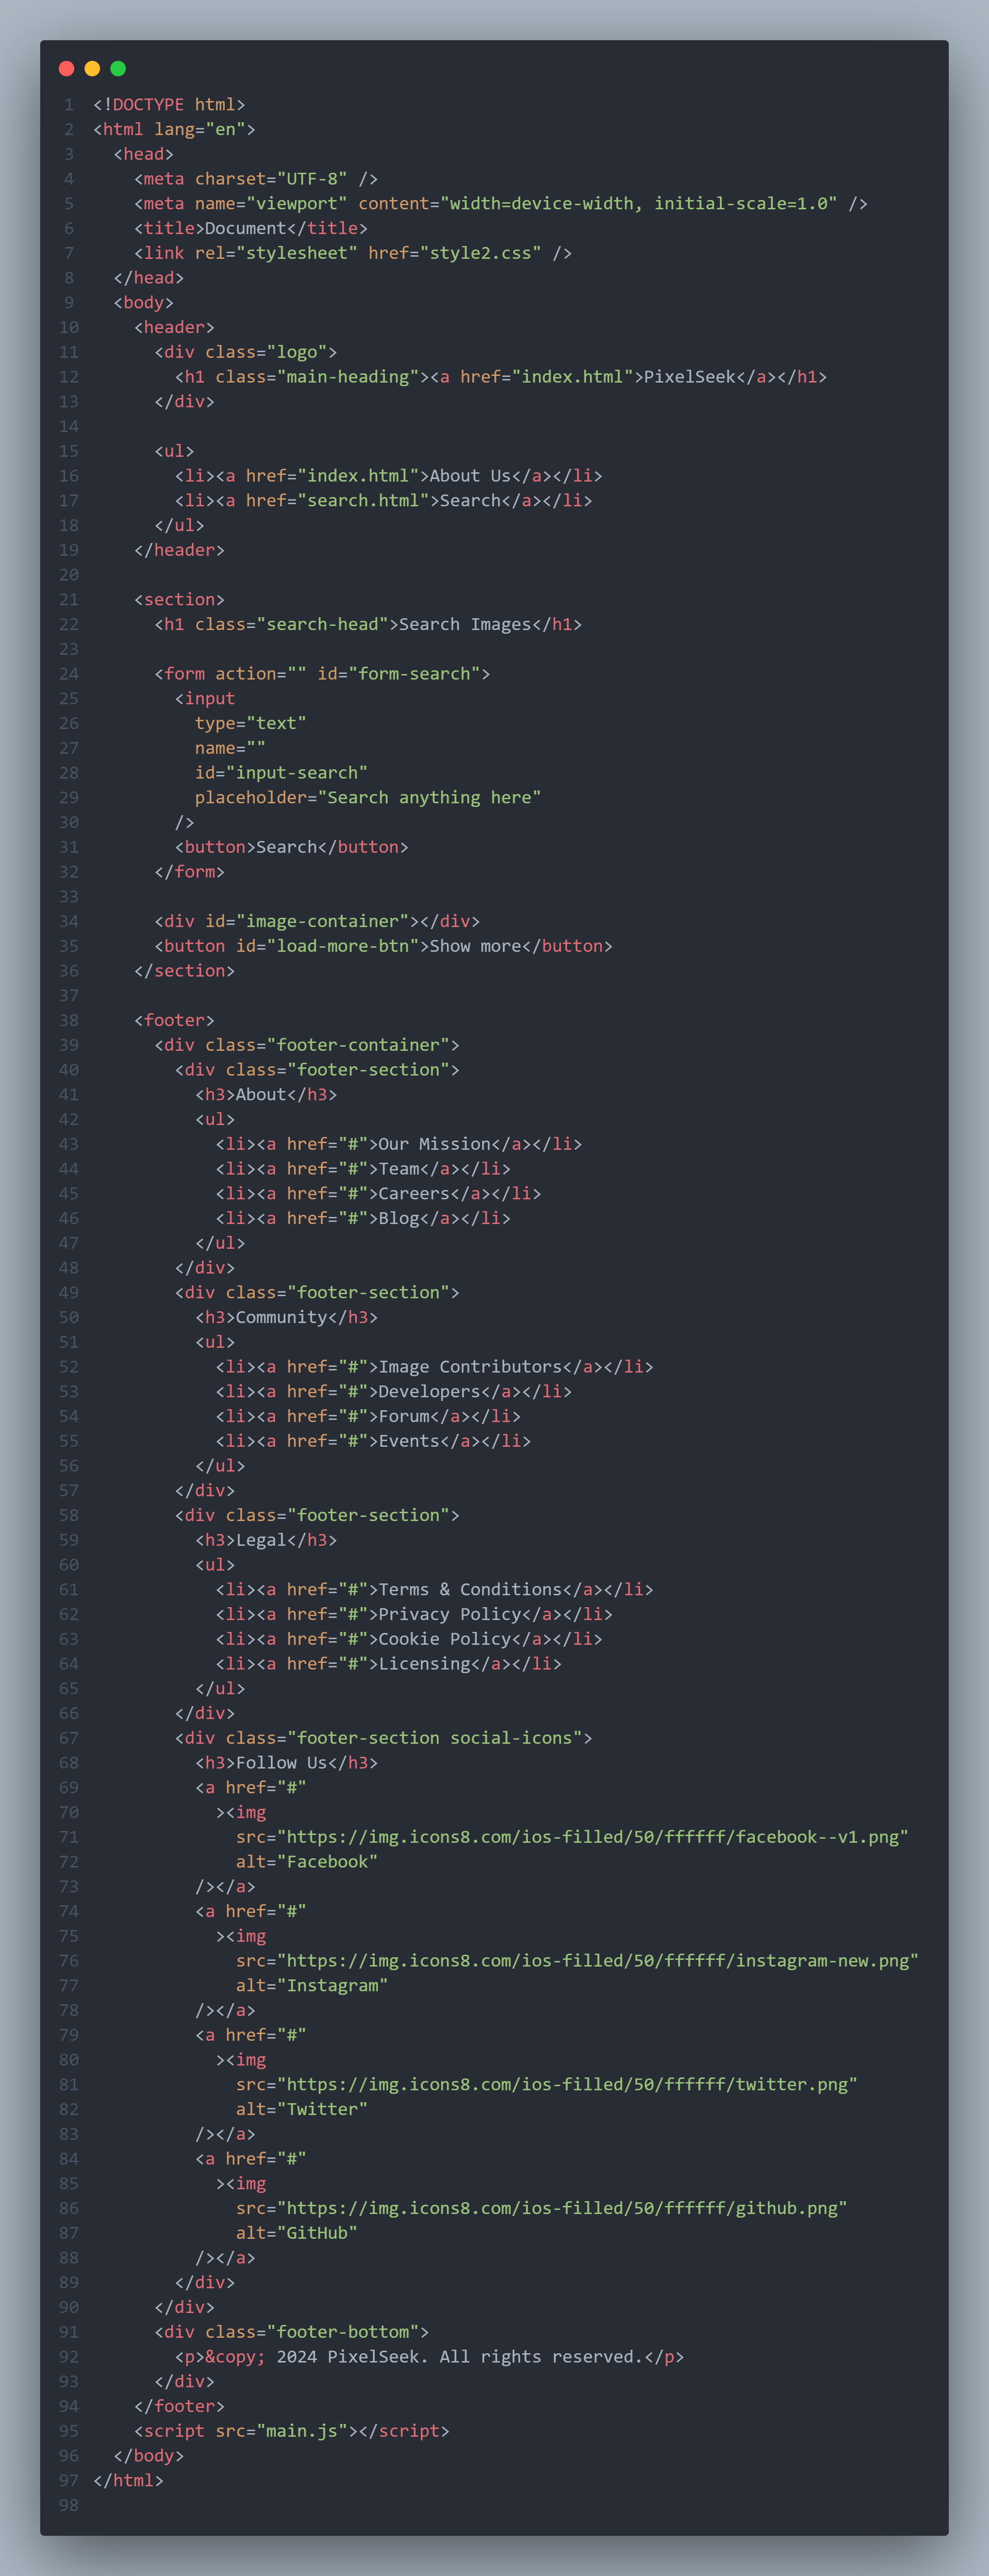 1 <!DOCTYPE html>
2 <html lang="en">
3   <head>
4     <meta charset="UTF-8" />
5     <meta name="viewport" content="width=device-width, initial-scale=1.0" />
6     <title>Document</title>
7     <link rel="stylesheet" href="style2.css" />
8   </head>
9   <body>
10     <header>
11       <div class="logo">
12         <h1 class="main-heading"><a href="index.html">PixelSeek</a></h1>
13       </div>
14
15       <ul>
16         <li><a href="index.html">About Us</a></li>
17         <li><a href="search.html">Search</a></li>
18       </ul>
19     </header>
20
21     <section>
22       <h1 class="search-head">Search Images</h1>
23
24       <form action="" id="form-search">
25         <input
26           type="text"
27           name=""
28           id="input-search"
29           placeholder="Search anything here"
30         />
31         <button>Search</button>
32       </form>
33
34       <div id="image-container"></div>
35       <button id="load-more-btn">Show more</button>
36     </section>
37
38     <footer>
39       <div class="footer-container">
40         <div class="footer-section">
41           <h3>About</h3>
42           <ul>
43             <li><a href="#">Our Mission</a></li>
44             <li><a href="#">Team</a></li>
45             <li><a href="#">Careers</a></li>
46             <li><a href="#">Blog</a></li>
47           </ul>
48         </div>
49         <div class="footer-section">
50           <h3>Community</h3>
51           <ul>
52             <li><a href="#">Image Contributors</a></li>
53             <li><a href="#">Developers</a></li>
54             <li><a href="#">Forum</a></li>
55             <li><a href="#">Events</a></li>
56           </ul>
57         </div>
58         <div class="footer-section">
59           <h3>Legal</h3>
60           <ul>
61             <li><a href="#">Terms & Conditions</a></li>
62             <li><a href="#">Privacy Policy</a></li>
63             <li><a href="#">Cookie Policy</a></li>
64             <li><a href="#">Licensing</a></li>
65           </ul>
66         </div>
67         <div class="footer-section social-icons">
68           <h3>Follow Us</h3>
69           <a href="#"
70             ><img
71               src="https://img.icons8.com/ios-filled/50/ffffff/facebook--v1.png"
72               alt="Facebook"
73           /></a>
74           <a href="#"
75             ><img
76               src="https://img.icons8.com/ios-filled/50/ffffff/instagram-new.png"
77               alt="Instagram"
78           /></a>
79           <a href="#"
80             ><img
81               src="https://img.icons8.com/ios-filled/50/ffffff/twitter.png"
82               alt="Twitter"
83           /></a>
84           <a href="#"
85             ><img
86               src="https://img.icons8.com/ios-filled/50/ffffff/github.png"
87               alt="GitHub"
88           /></a>
89         </div>
90       </div>
91       <div class="footer-bottom">
92         <p>&copy; 2024 PixelSeek. All rights reserved.</p>
93       </div>
94     </footer>
95     <script src="main.js"></script>
96   </body>
97 </html>
98